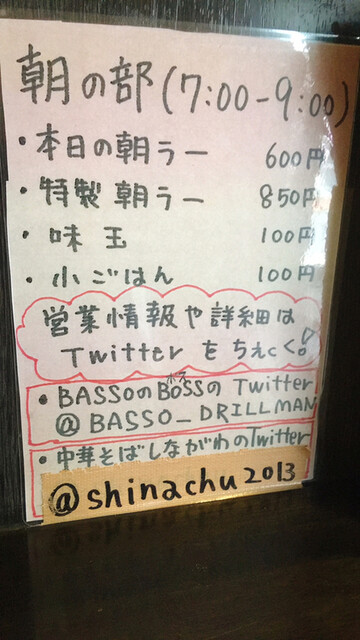 朝の部(7:00-9:00)
・本日の朝ラー 600円
・特製朝ラー 850円
・味玉 100円
・小ごはん 100円
営業情報や詳細は
Twitterをちぇっく!
ボス
・BASSOのBOSSのTwitter
@BASSO_DRILLMAN
・中華そばしながわのTwitter
@shinachu2013